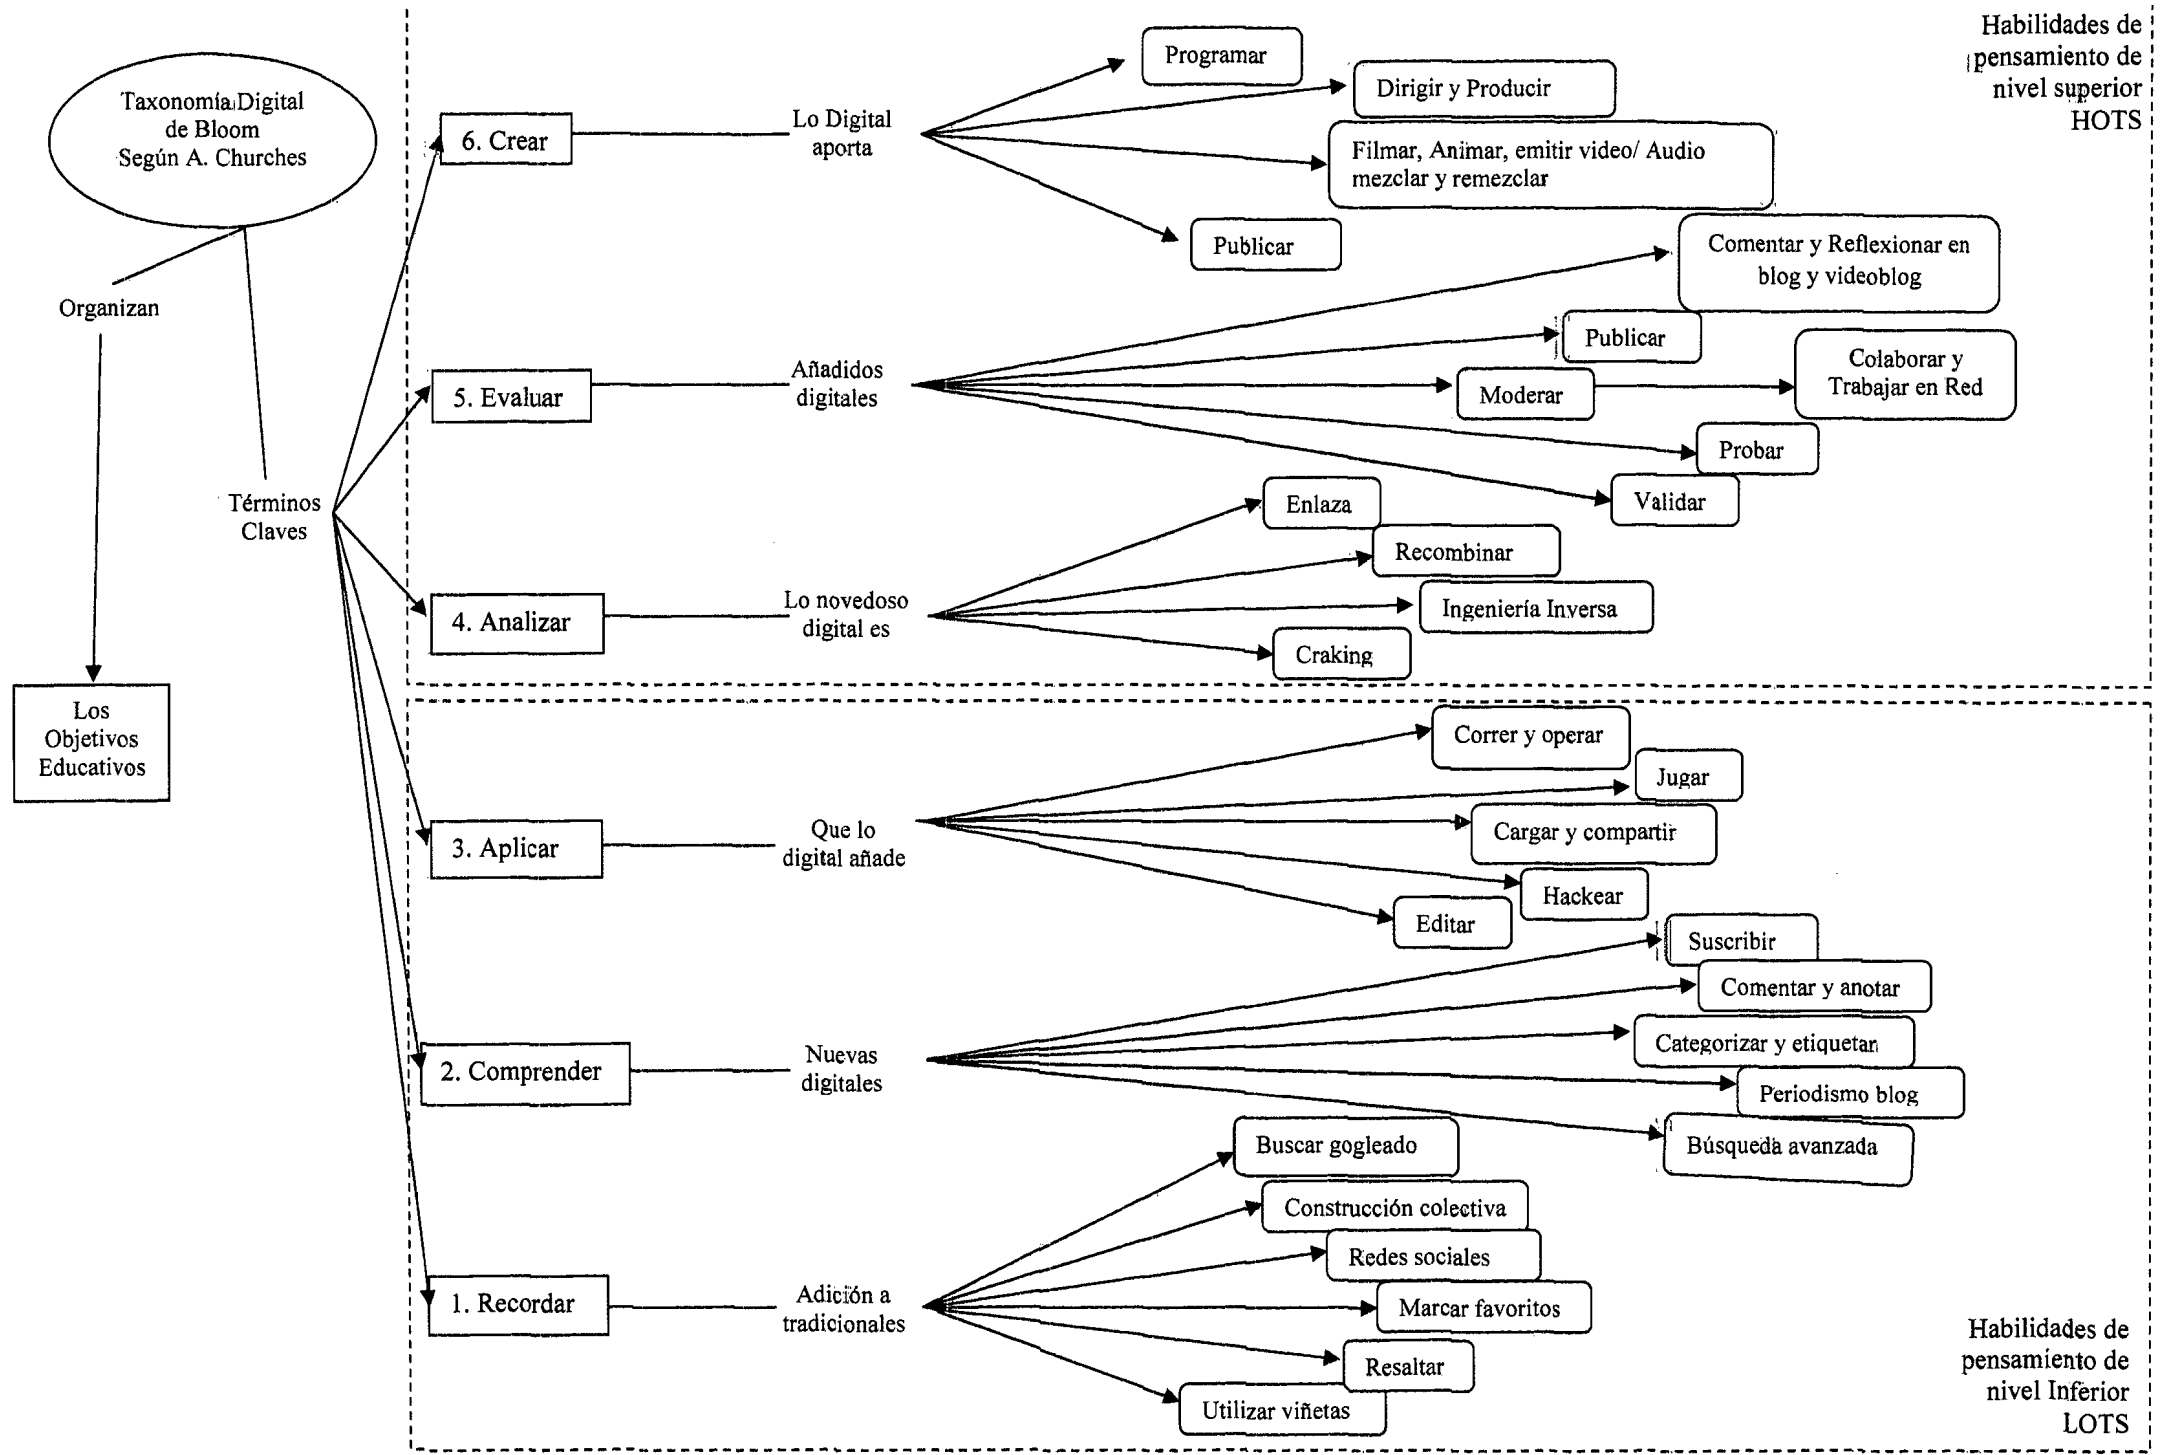 Taxonomía Digital
de Bloom
Según A. Churches
Organizan
Los
Objetivos
Educativos
Términos
Claves
Habilidades de
pensamiento de
nivel superior
HOTS
6. Crear
Lo Digital
aporta
Programar
Dirigir y Producir
Filmar, Animar, emitir video/ Audio
mezclar y remezclar
Publicar
5. Evaluar
Añadidos
digitales
Comentar y Reflexionar en
blog y videoblog
Publicar
Moderar
Colaborar y
Trabajar en Red
Probar
Validar
4. Analizar
Lo novedoso
digital es
Enlaza
Recombinar
Ingeniería Inversa
Craking
3. Aplicar
Que lo
digital añade
Correr y operar
Jugar
Cargar y compartir
Hackear
Editar
2. Comprender
Nuevas
digitales
Suscribir
Comentar y anotar
Categorizar y etiquetar
Periodismo blog
Búsqueda avanzada
1. Recordar
Adición a
tradicionales
Buscar gogleado
Construcción colectiva
Redes sociales
Marcar favoritos
Resaltar
Utilizar viñetas
Habilidades de
pensamiento de
nivel Inferior
LOTS